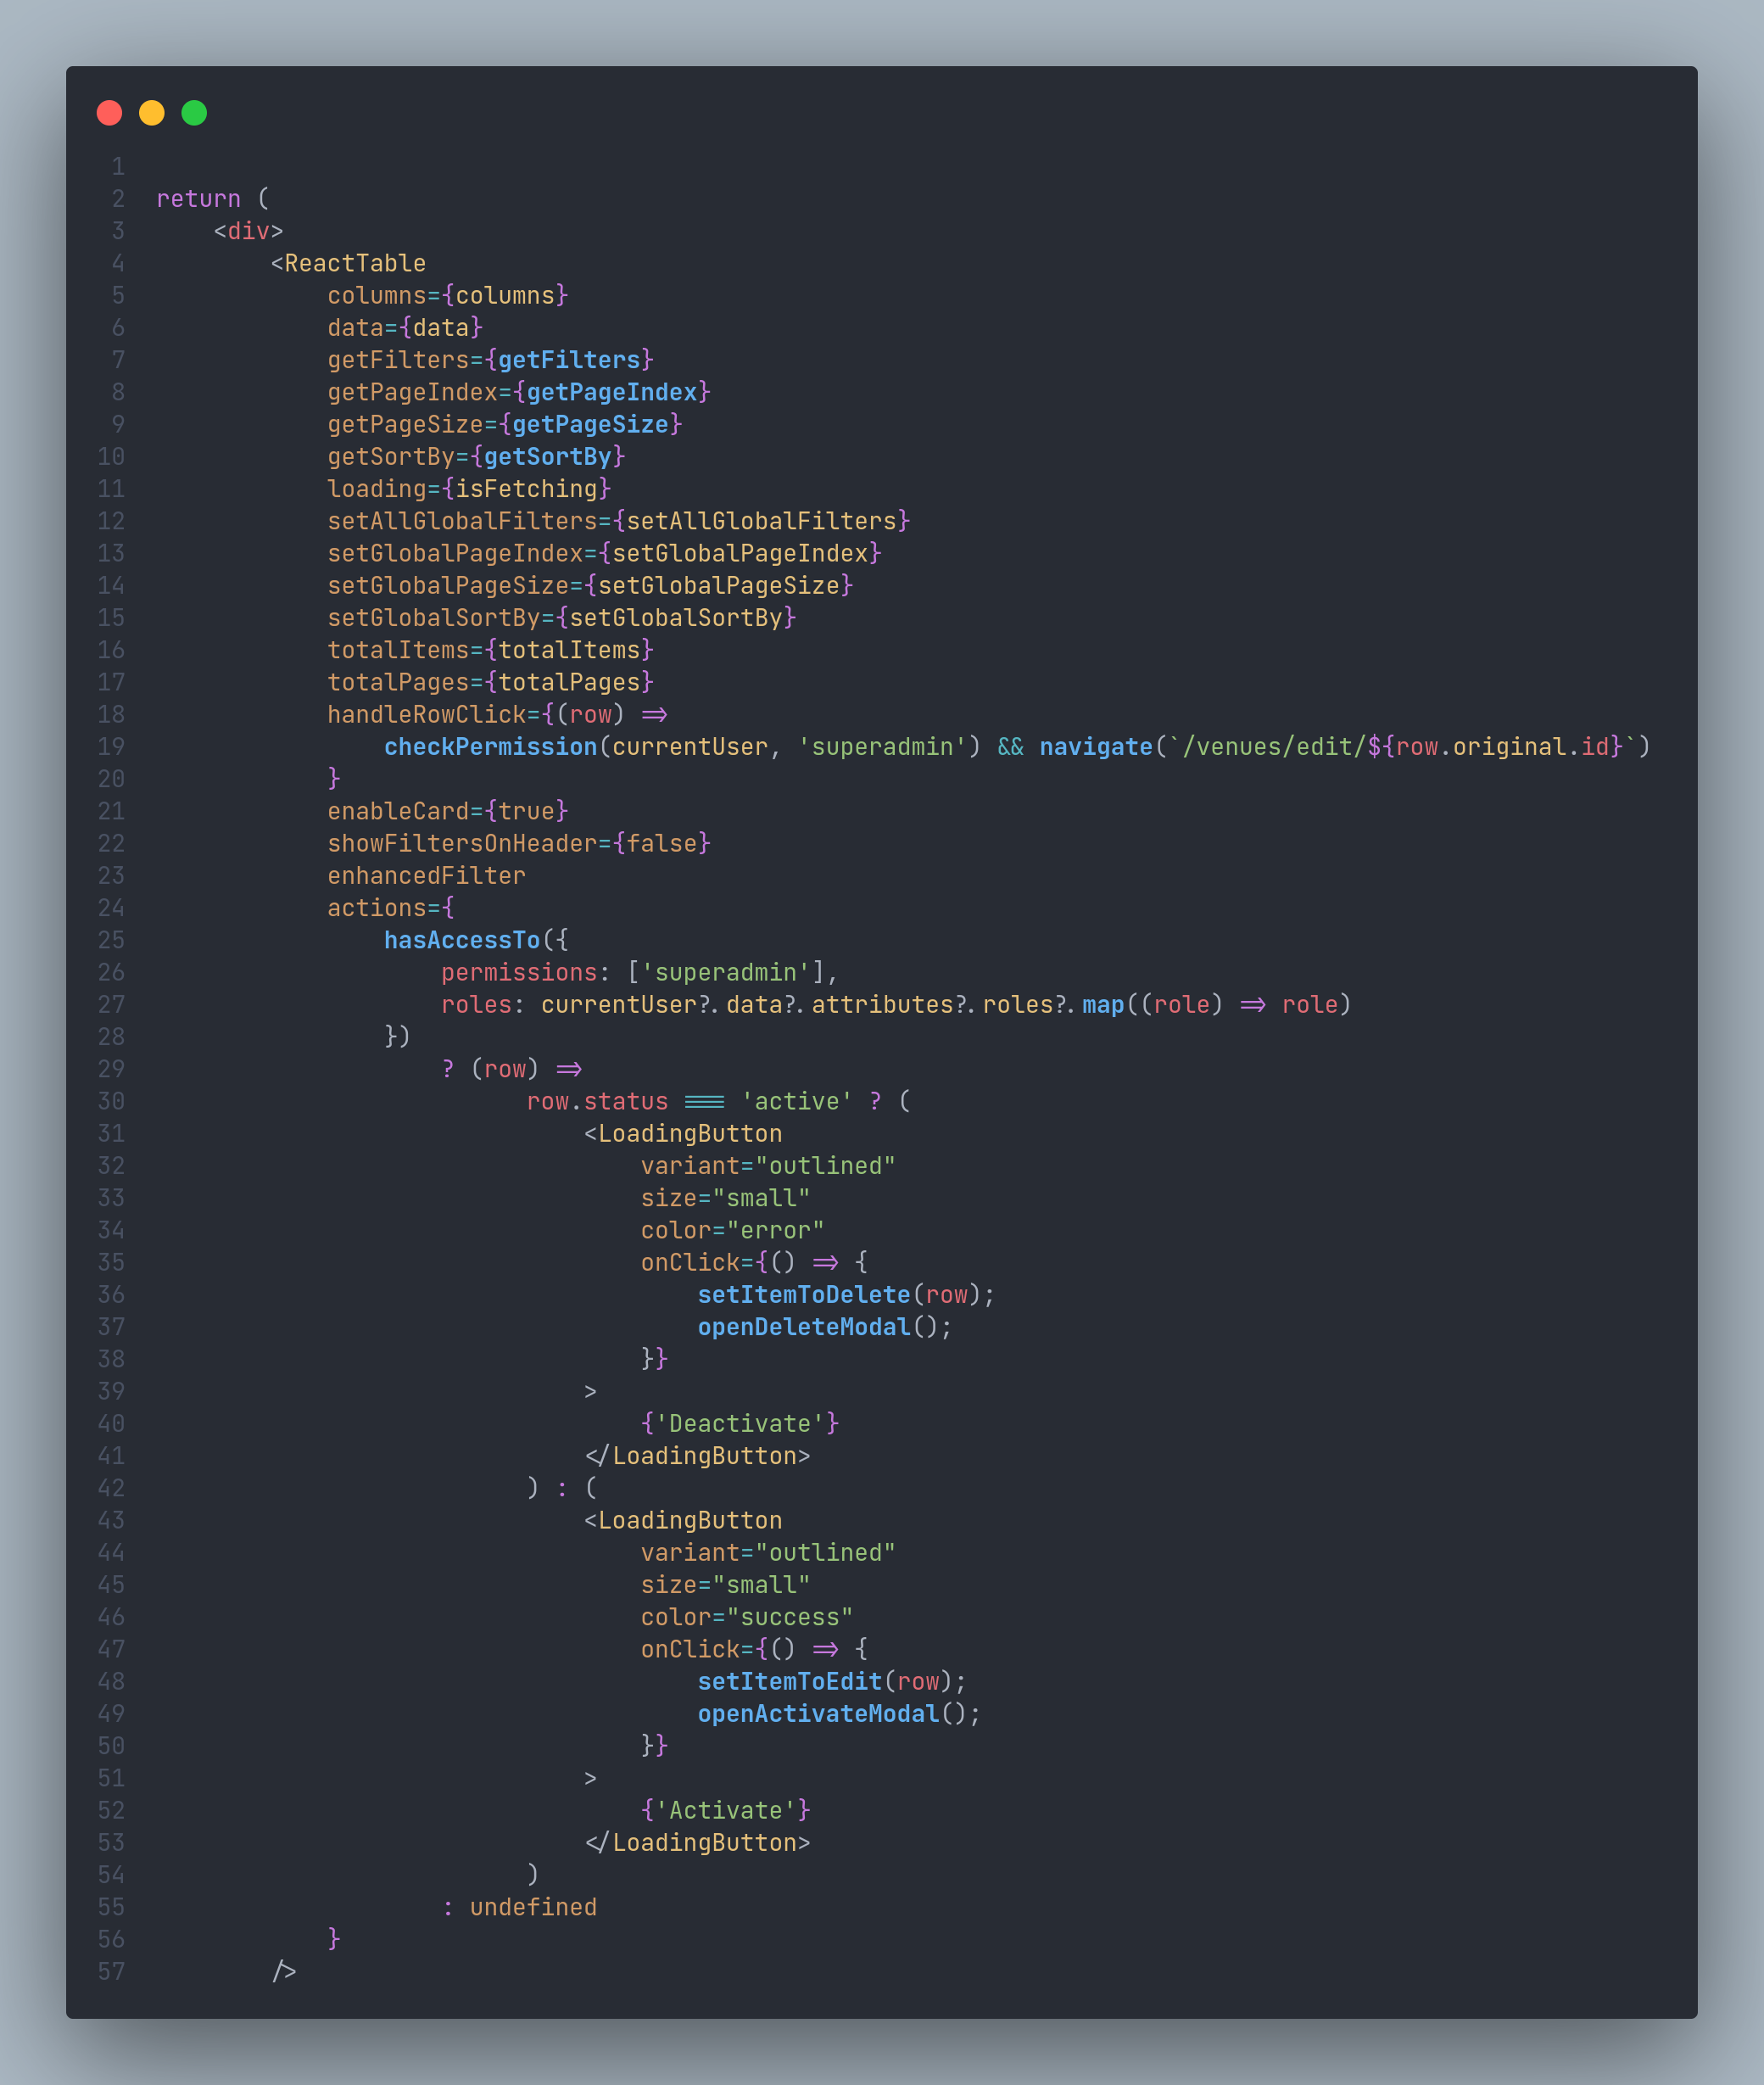 1
2 return (
3     <div>
4         <ReactTable
5             columns={columns}
6             data={data}
7             getFilters={getFilters}
8             getPageIndex={getPageIndex}
9             getPageSize={getPageSize}
10             getSortBy={getSortBy}
11             loading={isFetching}
12             setAllGlobalFilters={setAllGlobalFilters}
13             setGlobalPageIndex={setGlobalPageIndex}
14             setGlobalPageSize={setGlobalPageSize}
15             setGlobalSortBy={setGlobalSortBy}
16             totalItems={totalItems}
17             totalPages={totalPages}
18             handleRowClick={(row) =>
19                 checkPermission(currentUser, 'superadmin') && navigate(`/venues/edit/${row.original.id}`)
20             }
21             enableCard={true}
22             showFiltersOnHeader={false}
23             enhancedFilter
24             actions={
25                 hasAccessTo({
26                     permissions: ['superadmin'],
27                     roles: currentUser?.data?.attributes?.roles?.map((role) => role)
28                 })
29                     ? (row) =>
30                           row.status === 'active' ? (
31                               <LoadingButton
32                                   variant="outlined"
33                                   size="small"
34                                   color="error"
35                                   onClick={() => {
36                                       setItemToDelete(row);
37                                       openDeleteModal();
38                                   }}
39                               >
40                                   {'Deactivate'}
41                               </LoadingButton>
42                           ) : (
43                               <LoadingButton
44                                   variant="outlined"
45                                   size="small"
46                                   color="success"
47                                   onClick={() => {
48                                       setItemToEdit(row);
49                                       openActivateModal();
50                                   }}
51                               >
52                                   {'Activate'}
53                               </LoadingButton>
54                           )
55                     : undefined
56             }
57         />